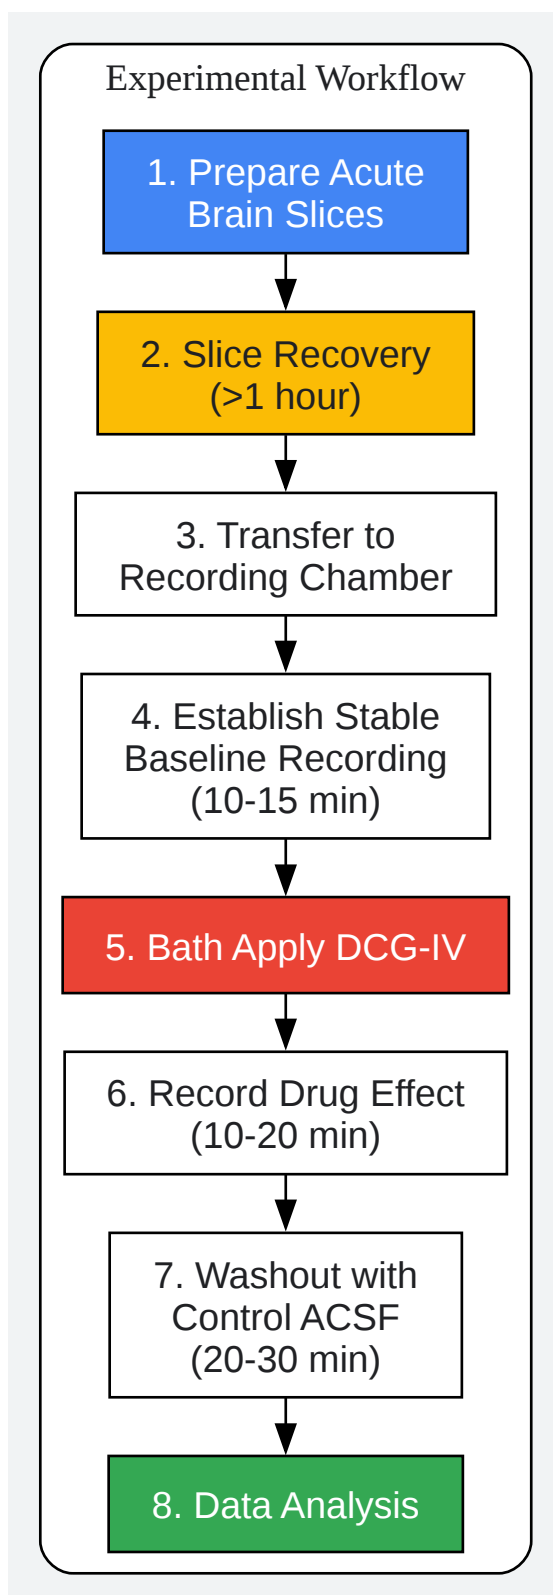 Experimental Workflow
1. Prepare Acute
Brain Slices
2. Slice Recovery
(>1 hour)
3. Transfer to
Recording Chamber
4. Establish Stable
Baseline Recording
(10-15 min)
5. Bath Apply DCG-IV
6. Record Drug Effect
(10-20 min)
7. Washout with
Control ACSF
(20-30 min)
8. Data Analysis